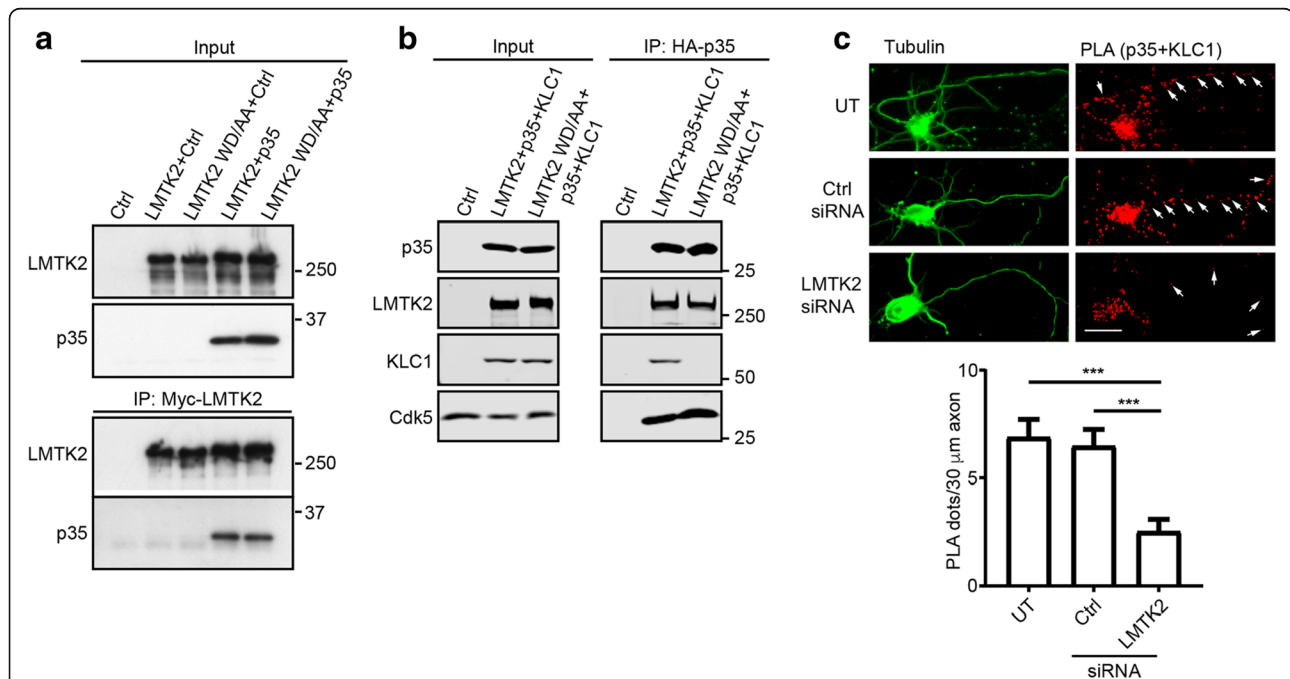 a
Input
Ctrl
LMTK2+Ctrl
LMTK2 WD/AA+Ctrl
LMTK2+p35
LMTK2 WD/AA+p35
LMTK2
250
p35
37
IP: Myc-LMTK2
LMTK2
250
p35
37
b
Input
IP: HA-p35
Ctrl
LMTK2+p35+KLC1
LMTK2 WD/AA+
p35+KLC1
Ctrl
LMTK2+p35+KLC1
LMTK2 WD/AA+
p35+KLC1
p35
25
LMTK2
250
KLC1
50
Cdk5
25
c
Tubulin
PLA (p35+KLC1)
UT
Ctrl
siRNA
LMTK2
siRNA
PLA dots/30 μm axon
10
5
0
***
***
UT
Ctrl
LMTK2
siRNA